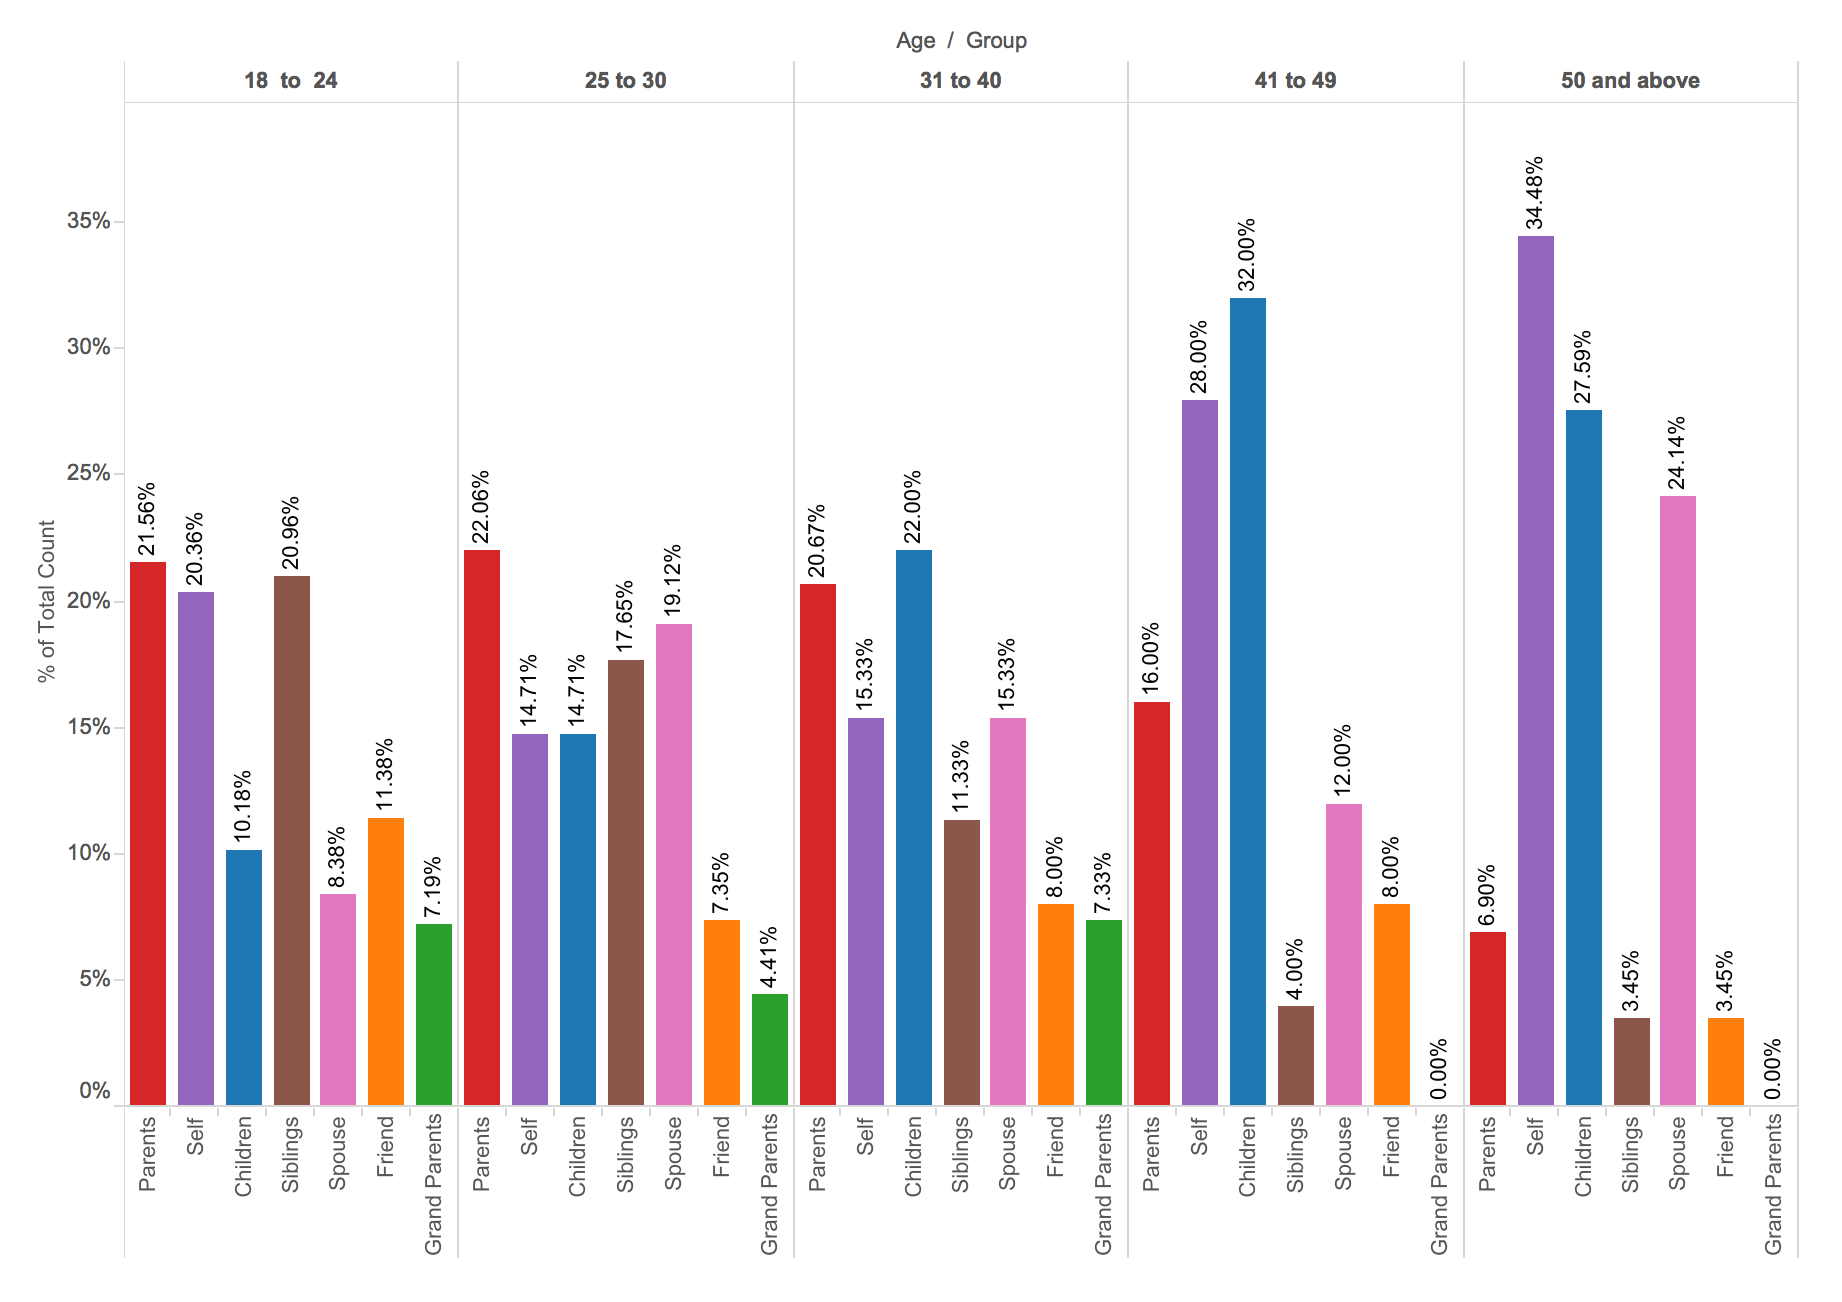 Age / Group
18 to 24
25 to 30
31 to 40
41 to 49
50 and above
% of Total Count
35%
30%
25%
20%
15%
10%
5%
0%
21.56%
20.36%
10.18%
20.96%
8.38%
11.38%
7.19%
22.06%
14.71%
14.71%
17.65%
19.12%
7.35%
4.41%
20.67%
15.33%
22.00%
11.33%
15.33%
8.00%
7.33%
16.00%
28.00%
32.00%
4.00%
12.00%
8.00%
0.00%
6.90%
34.48%
27.59%
3.45%
24.14%
3.45%
0.00%
Parents
Self
Children
Siblings
Spouse
Friend
Grand Parents
Parents
Self
Children
Siblings
Spouse
Friend
Grand Parents
Parents
Self
Children
Siblings
Spouse
Friend
Grand Parents
Parents
Self
Children
Siblings
Spouse
Friend
Grand Parents
Parents
Self
Children
Siblings
Spouse
Friend
Grand Parents